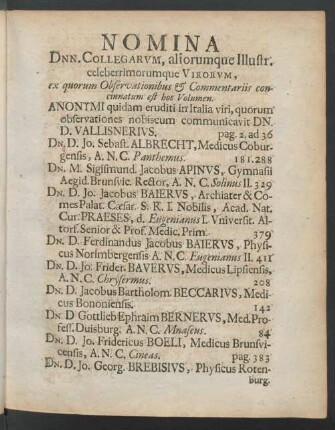 NOMINA
DNN. COLLEGARVM, aliorumque Illustr.
celeberrimorumque VIRORVM,
ex quorum Observationibus & Commentariis con-
cinnatum est hoc Volumen.
ANONYMI quidam eruditi in Italia viri, quorum
observationes nobiscum communicavit DN.
D. VALLISNERIVS. pag. 2. ad 36
DN. D. Jo. Sebast. ALBRECHT, Medicus Cobur-
gensis, A. N. C. Panthemus. 181. 288
DN. M. Sigismund. Jacobus APINVS, Gymnasii
Aegid. Brunsvic. Rector, A. N. C. Solinus II. 329
DN. D. Jo. Jacobus BAIERVS, Archiater & Co-
mes Palat. Cæsar. S. R. I. Nobilis, Acad. Nat.
Cur. PRAESES, d. Eugenianus I. Vniversit. Al-
torf. Senior & Prof. Medic. Prim. 379
DN. D. Ferdinandus Jacobus BAIERVS, Physi-
cus Norimbergensis A. N. C. Eugenianus II. 411
DN. D. Jo. Frider. BAVERVS, Medicus Lipsiensis,
A. N. C. Chrysermus. 208
DN. D. Jacobus Bartholom. BECCARIVS, Medi-
cus Bononiensis. 142
DN. D. Gottlieb Ephraim BERNERVS, Med. Pro-
fess. Duisburg. A. N. C. Mnaseus. 84
DN. D. Jo. Fridericus BOELI, Medicus Brunsvi-
censis, A. N. C. Cineas. pag. 383
DN. D. Jo. Georg. BREBISIVS, Physicus Roten-
burg.